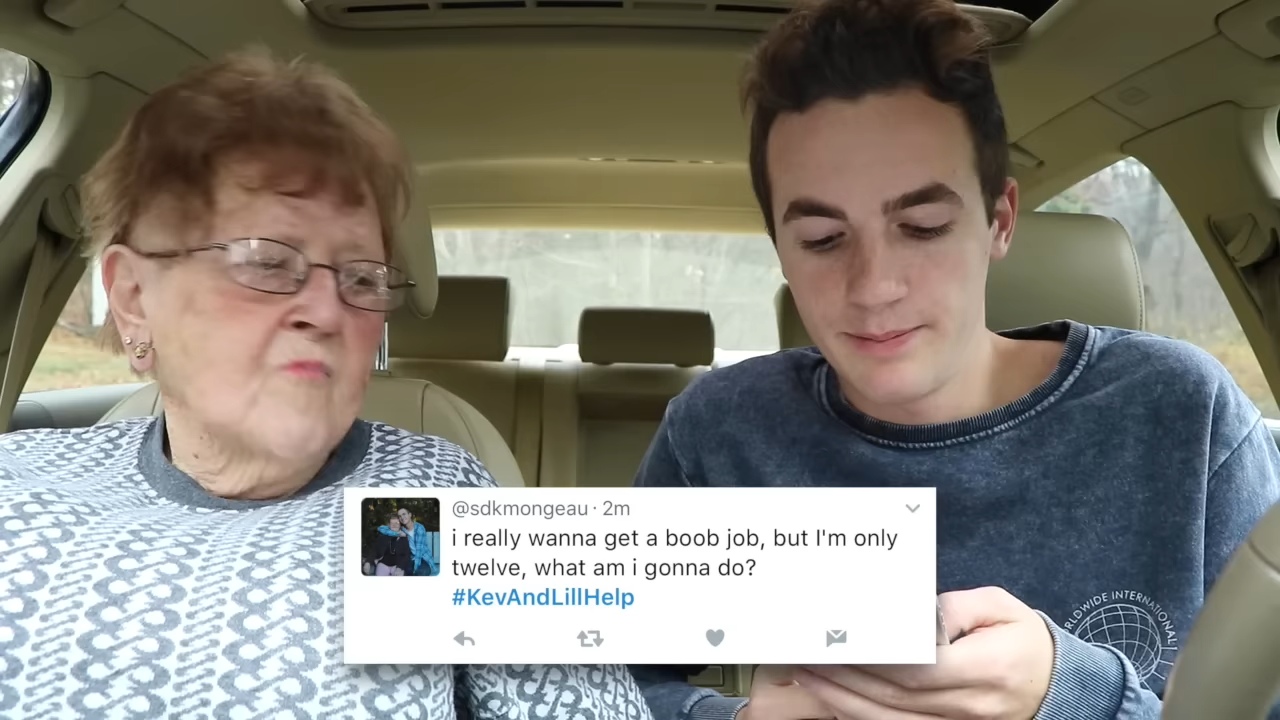 @sdkmongeau · 2m
i really wanna get a boob job, but I'm only
twelve, what am i gonna do?
#KevAndLillHelp
RLDWIDE INTERNATIONAL